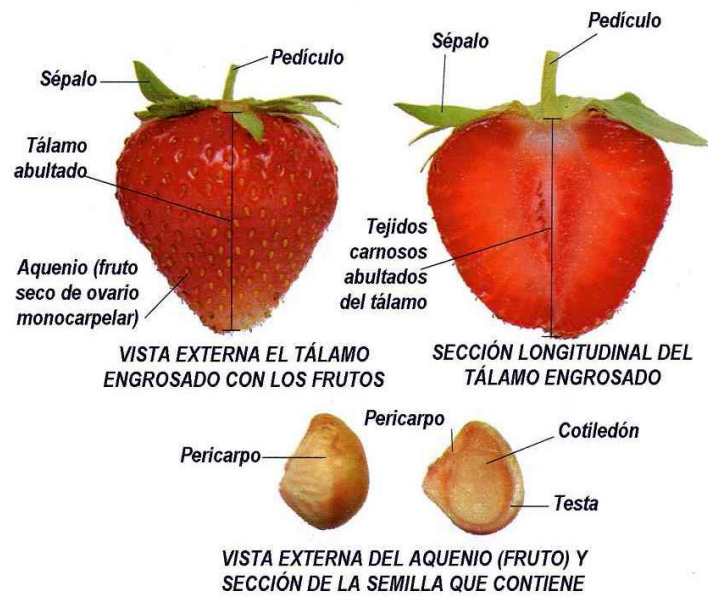 Pedículo
Sépalo
Tálamo
abultado
Aquenio (fruto
seco de ovario
monocarpelar)
VISTA EXTERNA EL TÁLAMO
ENGROSADO CON LOS FRUTOS
Pedículo
Sépalo
Tejidos
carnosos
abultados
del tálamo
SECCIÓN LONGITUDINAL DEL
TÁLAMO ENGROSADO
Pericarpo
Pericarpo
Cotiledón
Testa
VISTA EXTERNA DEL AQUENIO (FRUTO) Y
SECCIÓN DE LA SEMILLA QUE CONTIENE